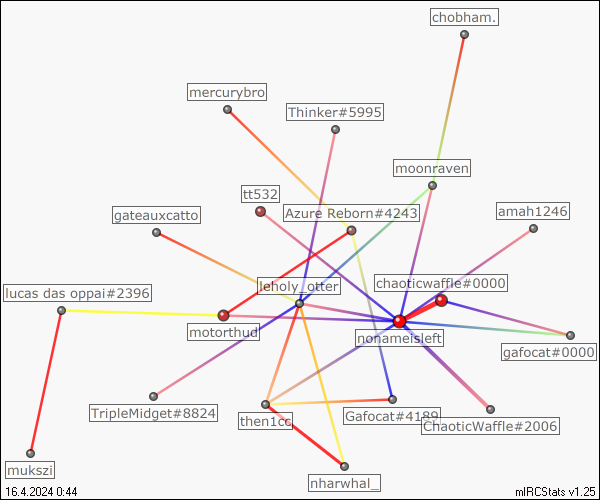 chobham.
mercurybro
Thinker#5995
moonraven
tt532
amah1246
gateauxcatto
Azure Reborn#4243
leholy_otter
chaoticwaffle#0000
lucas das oppai#2396
motorthud
nonameisleft
gafocat#0000
TripleMidget#8824
then1cc
Gafocat#4189
ChaoticWaffle#2006
mukszi
nharwhal_
16.4.2024 0:44
mIRCStats v1.25